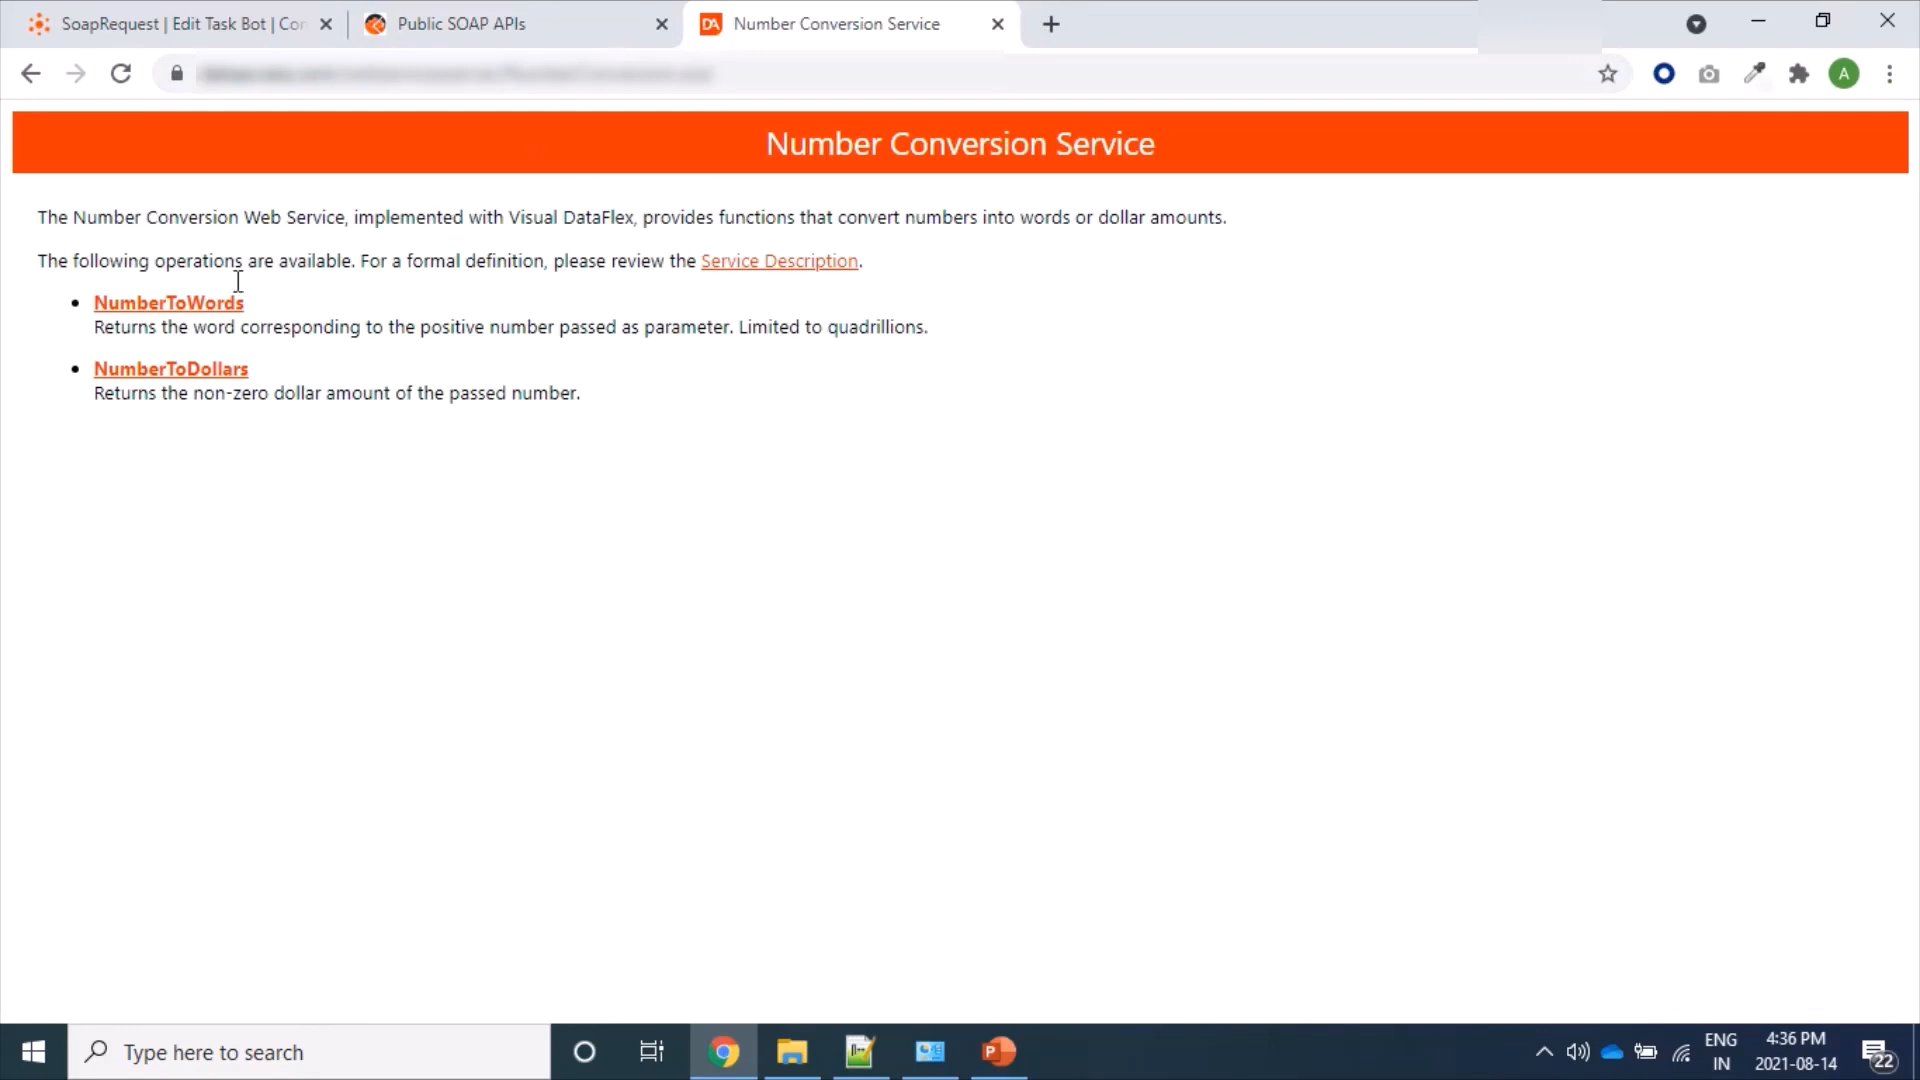 SoapRequest | Edit Task Bot | Con
Public SOAP APIs
Number Conversion Service
A
Number Conversion Service
The Number Conversion Web Service, implemented with Visual DataFlex, provides functions that convert numbers into words or dollar amounts.
The following operations are available. For a formal definition, please review the Service Description.
NumberToWords
Returns the word corresponding to the positive number passed as parameter. Limited to quadrillions.
NumberToDollars
Returns the non-zero dollar amount of the passed number.
Type here to search
ENG
IN
4:36 PM
2021-08-14
22